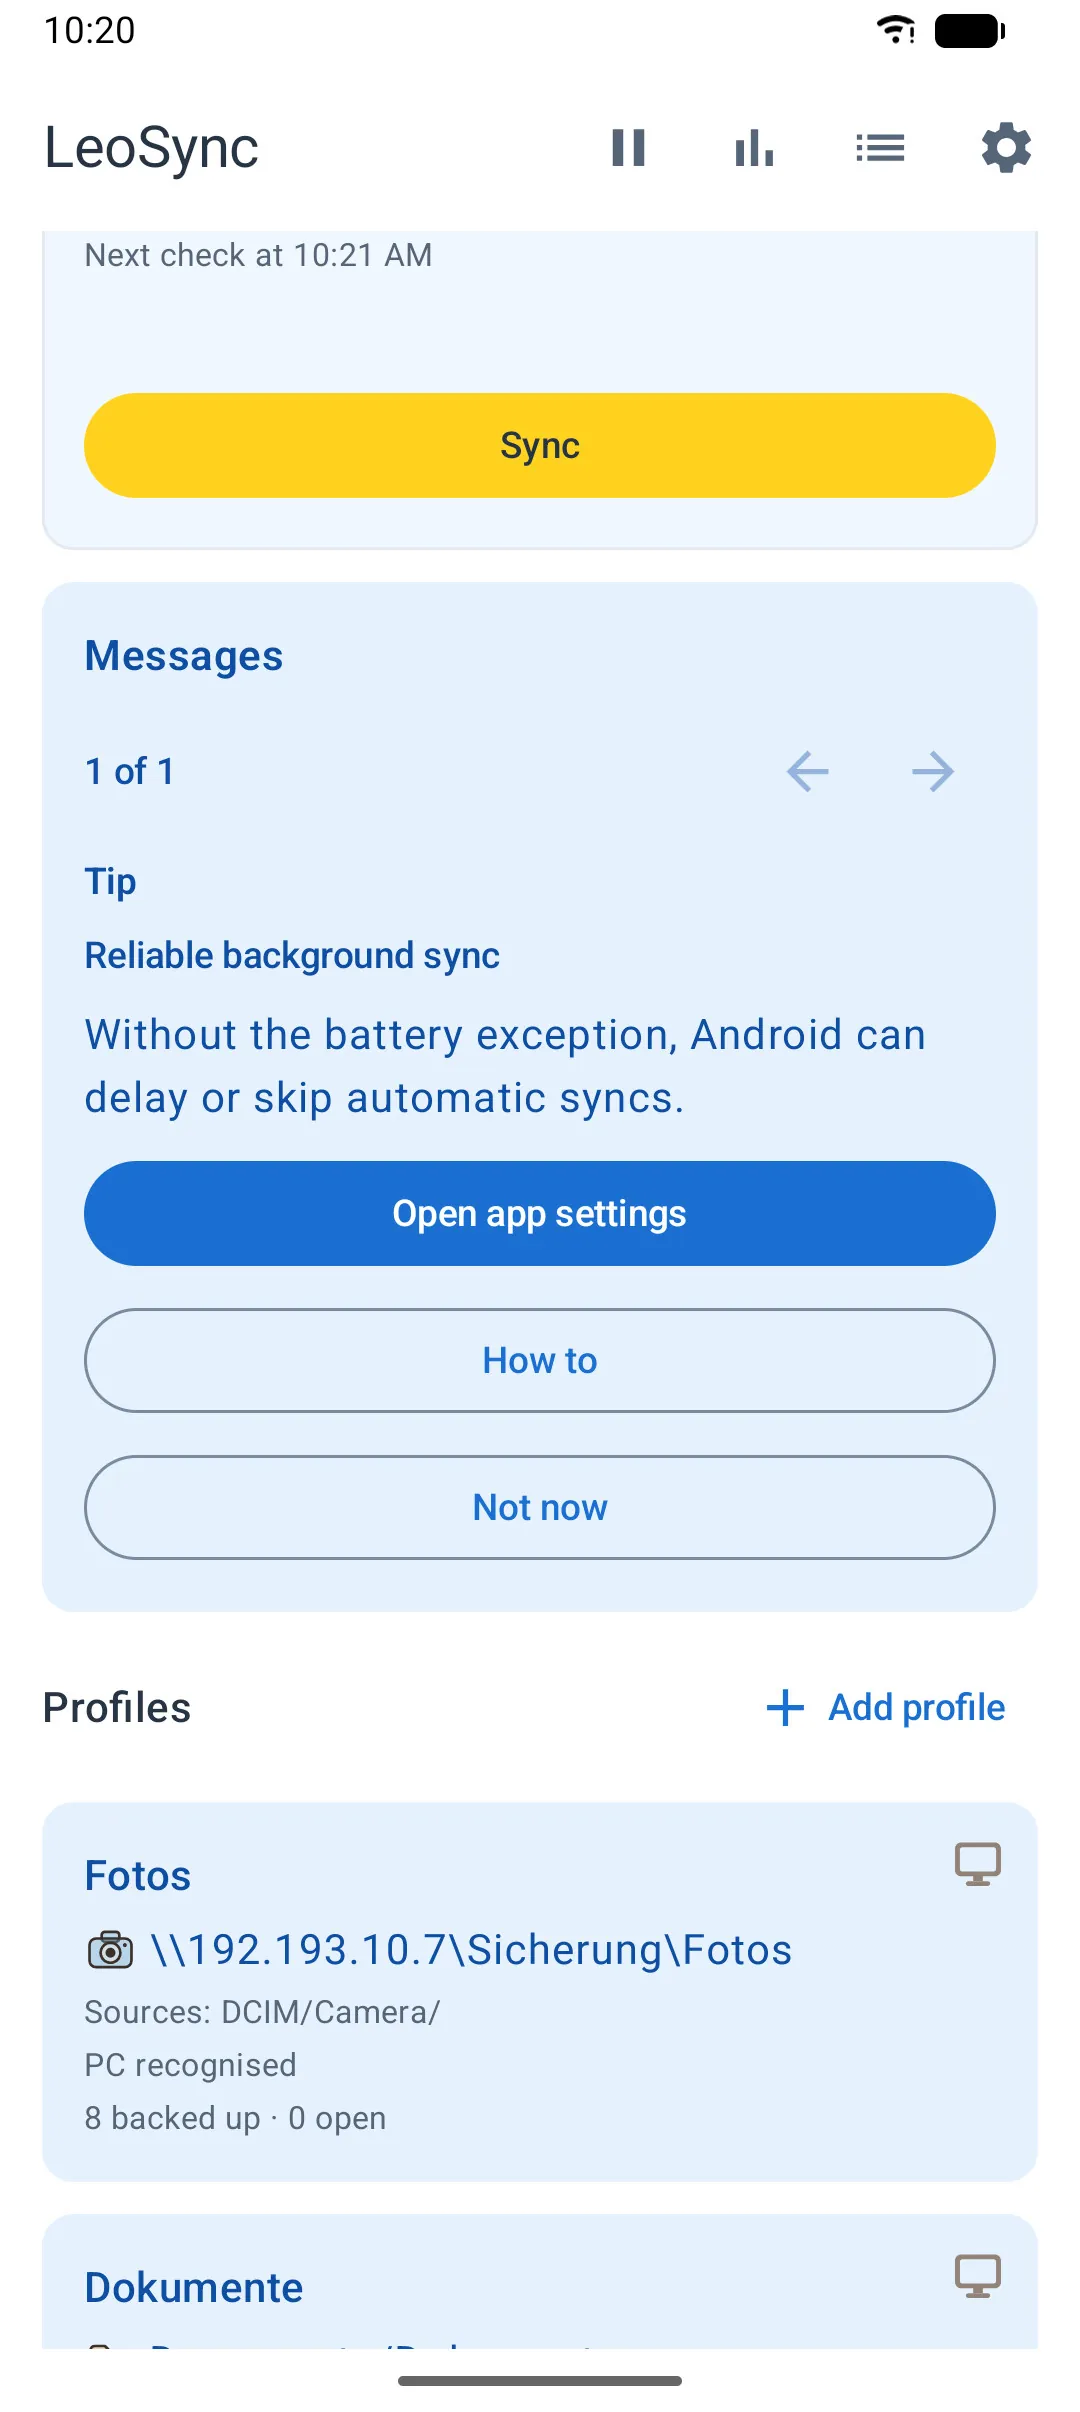 10:20
LeoSync
Next check at 10:21 AM
Sync
Messages
1 of 1
Tip
Reliable background sync
Without the battery exception, Android can
delay or skip automatic syncs.
Open app settings
How to
Not now
Profiles
Add profile
Fotos
\\192.193.10.7\Sicherung\Fotos
Sources: DCIM/Camera/
PC recognised
8 backed up · 0 open
Dokumente